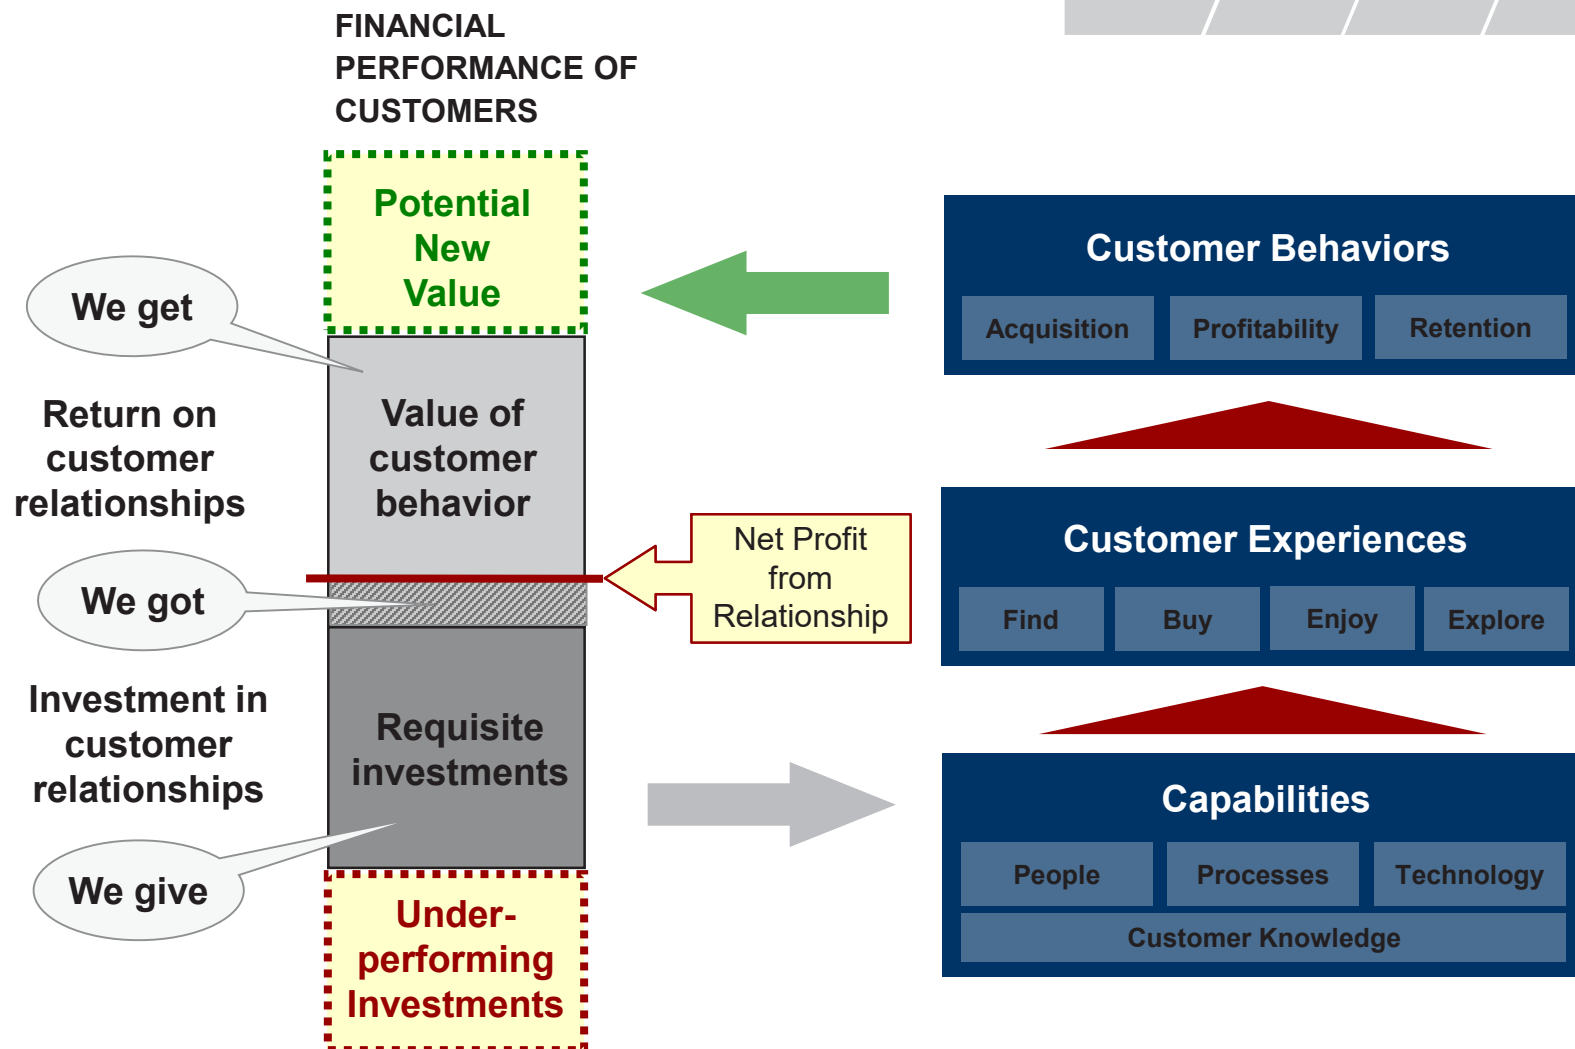 FINANCIAL
PERFORMANCE OF
CUSTOMERS
Potential
New
Value
We get
Return on
customer
relationships
Value of
customer
behavior
We got
Net Profit
from
Relationship
Investment in
customer
relationships
Requisite
investments
We give
Under-
performing
Investments
Customer Behaviors
Acquisition
Profitability
Retention
Customer Experiences
Find
Buy
Enjoy
Explore
Capabilities
People
Processes
Technology
Customer Knowledge